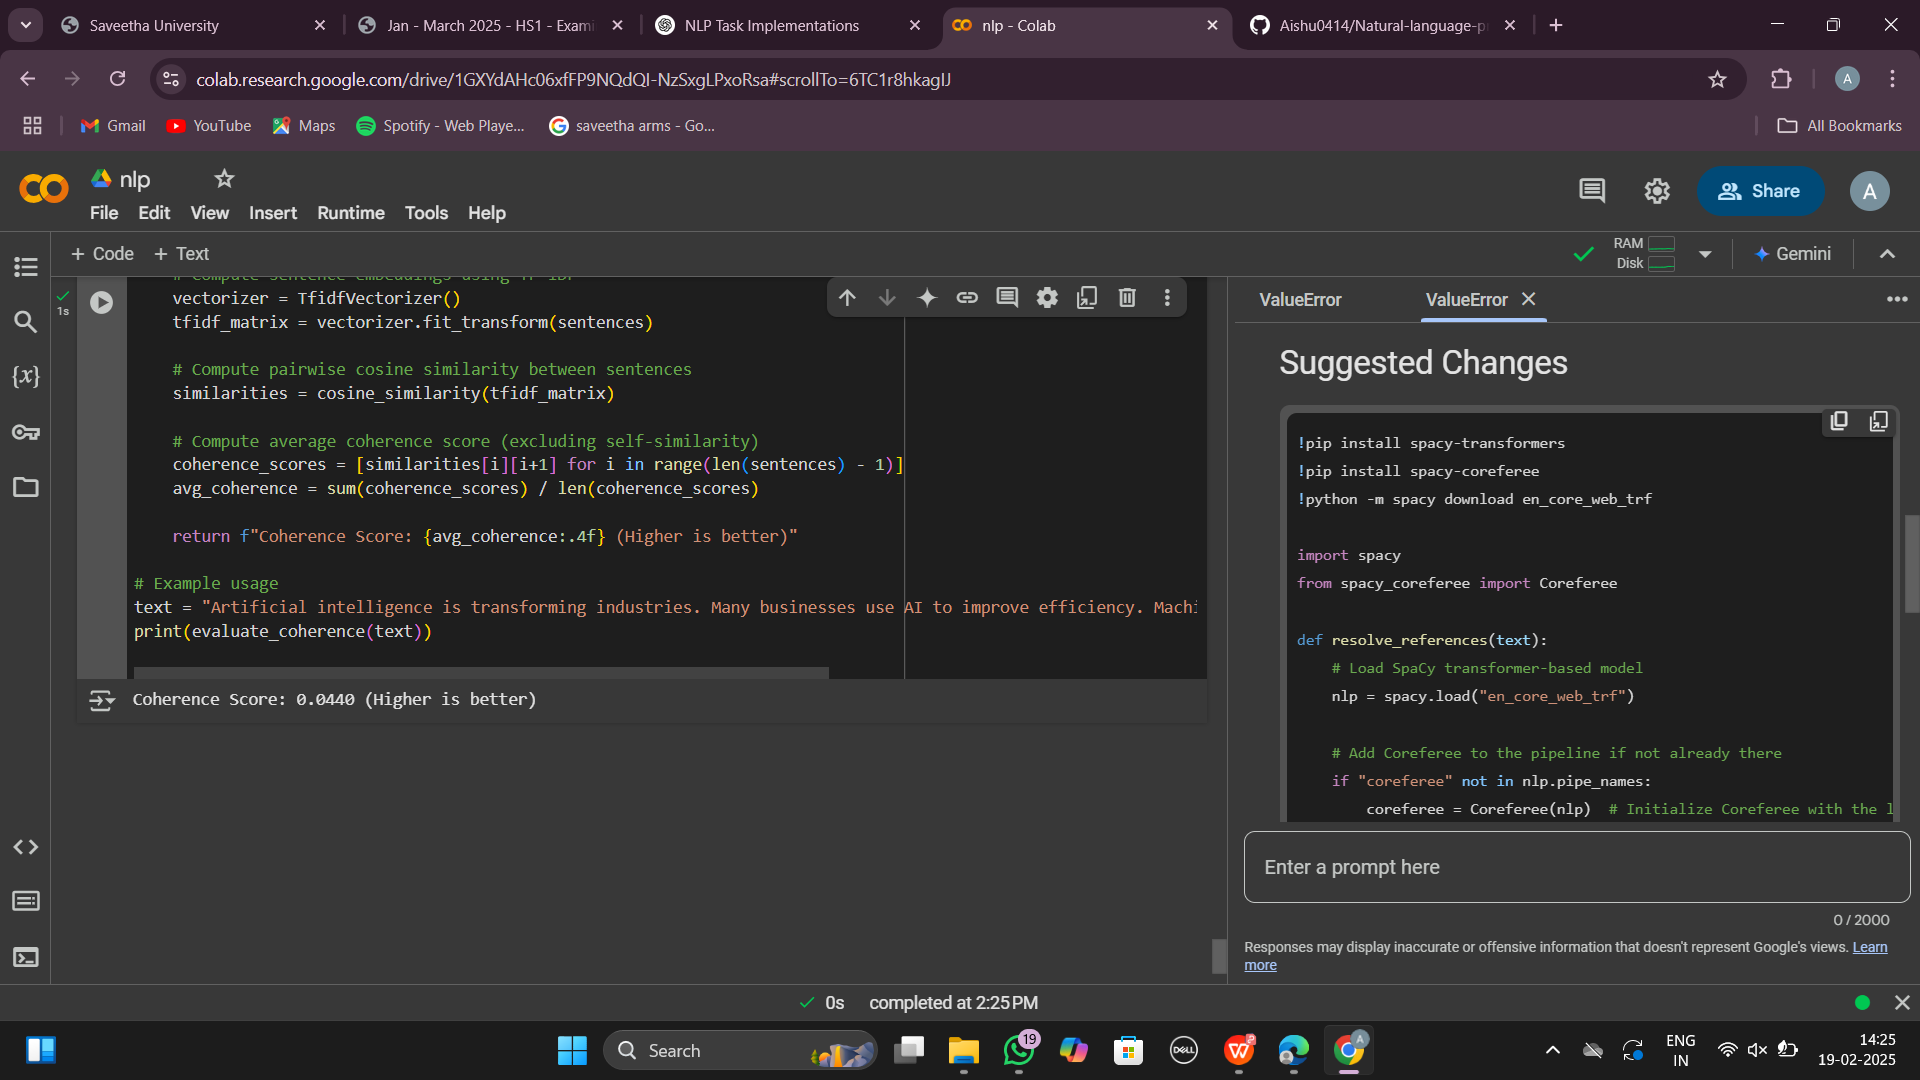 Saveetha University
Jan - March 2025 - HS1 - Exami
NLP Task Implementations
nlp - Colab
Aishu0414/Natural-language-p
colab.research.google.com/drive/1GXYdAHc06xfFP9NQdQI-NzSxgLPxoRsa#scrollTo=6TC1r8hkagIJ
A
Gmail
YouTube
Maps
Spotify - Web Playe...
saveetha arms - Go...
All Bookmarks
nlp
File Edit View Insert Runtime Tools Help
Share
A
+ Code + Text
RAM
Disk
Gemini
1s
# Compute sentence embeddings using TF-IDF
vectorizer = TfidfVectorizer()
tfidf_matrix = vectorizer.fit_transform(sentences)
# Compute pairwise cosine similarity between sentences
similarities = cosine_similarity(tfidf_matrix)
# Compute average coherence score (excluding self-similarity)
coherence_scores = [similarities[i][i+1] for i in range(len(sentences) - 1)]
avg_coherence = sum(coherence_scores) / len(coherence_scores)
return f"Coherence Score: {avg_coherence:.4f} (Higher is better)"
# Example usage
text = "Artificial intelligence is transforming industries. Many businesses use AI to improve efficiency. Machi
print(evaluate_coherence(text))
Coherence Score: 0.0440 (Higher is better)
ValueError
ValueError
Suggested Changes
!pip install spacy-transformers
!pip install spacy-coreferee
!python -m spacy download en_core_web_trf
import spacy
from spacy_coreferee import Coreferee
def resolve_references(text):
# Load SpaCy transformer-based model
nlp = spacy.load("en_core_web_trf")
# Add Coreferee to the pipeline if not already there
if "coreferee" not in nlp.pipe_names:
coreferee = Coreferee(nlp) # Initialize Coreferee with the l
Enter a prompt here
0 / 2000
Responses may display inaccurate or offensive information that doesn't represent Google's views. Learn
more
0s completed at 2:25 PM
Search
19
DELL
A
ENG
IN
14:25
19-02-2025